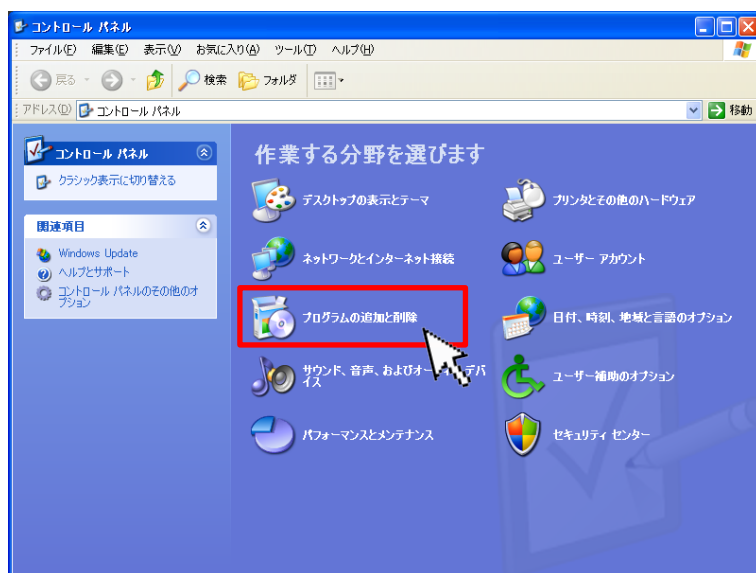 コントロール パネル
ファイル(F) 編集(E) 表示(V) お気に入り(A) ツール(T) ヘルプ(H)
戻る 検索 フォルダ
アドレス(D) コントロール パネル 移動
コントロール パネル
クラシック表示に切り替える
関連項目
Windows Update
ヘルプとサポート
コントロール パネルのその他のオ
プション
作業する分野を選びます
デスクトップの表示とテーマ
プリンタとその他のハードウェア
ネットワークとインターネット接続
ユーザー アカウント
プログラムの追加と削除
日付、時刻、地域と言語のオプション
サウンド、音声、およびオーディオ デバ
イス
ユーザー補助のオプション
パフォーマンスとメンテナンス
セキュリティ センター